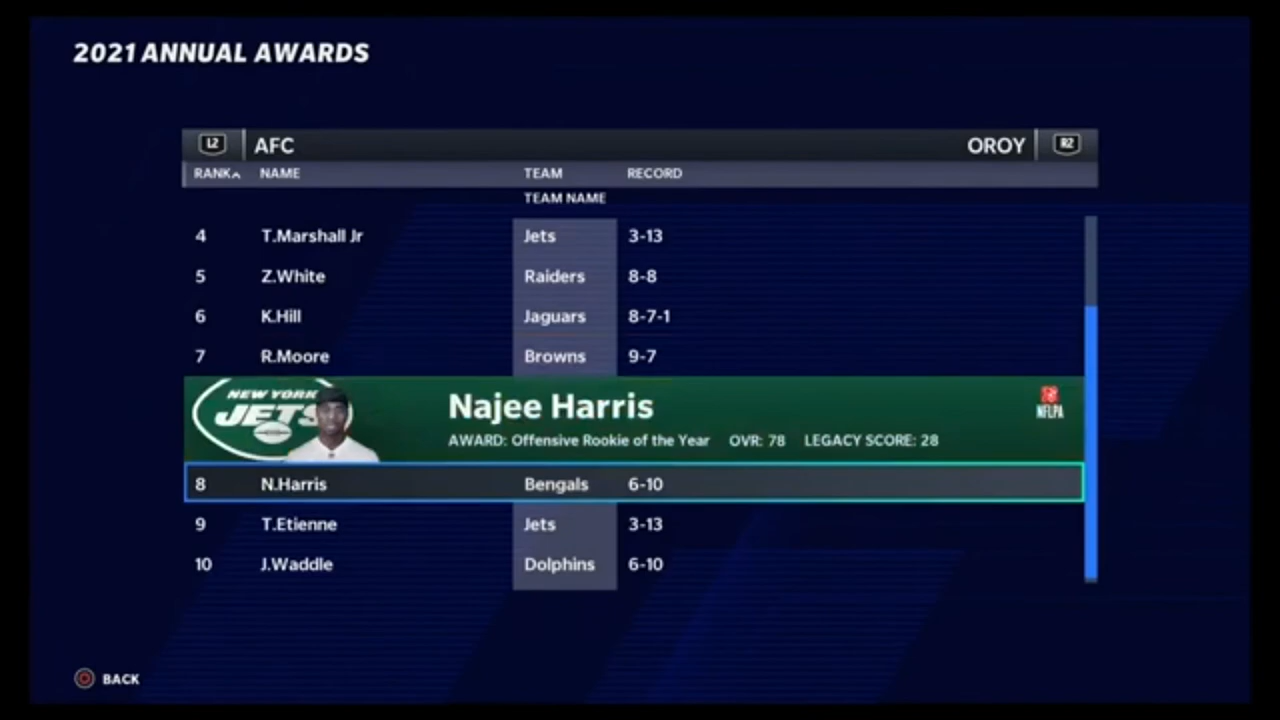 2021 ANNUAL AWARDS
L2 AFC OROY R2
RANK NAME TEAM RECORD
TEAM NAME
4 T.Marshall Jr Jets 3-13
5 Z.White Raiders 8-8
6 K.Hill Jaguars 8-7-1
7 R.Moore Browns 9-7
NEW YORK
JETS
Najee Harris
NFLPA
AWARD: Offensive Rookie of the Year OVR: 78 LEGACY SCORE: 28
8 N.Harris Bengals 6-10
9 T.Etienne Jets 3-13
10 J.Waddle Dolphins 6-10
BACK